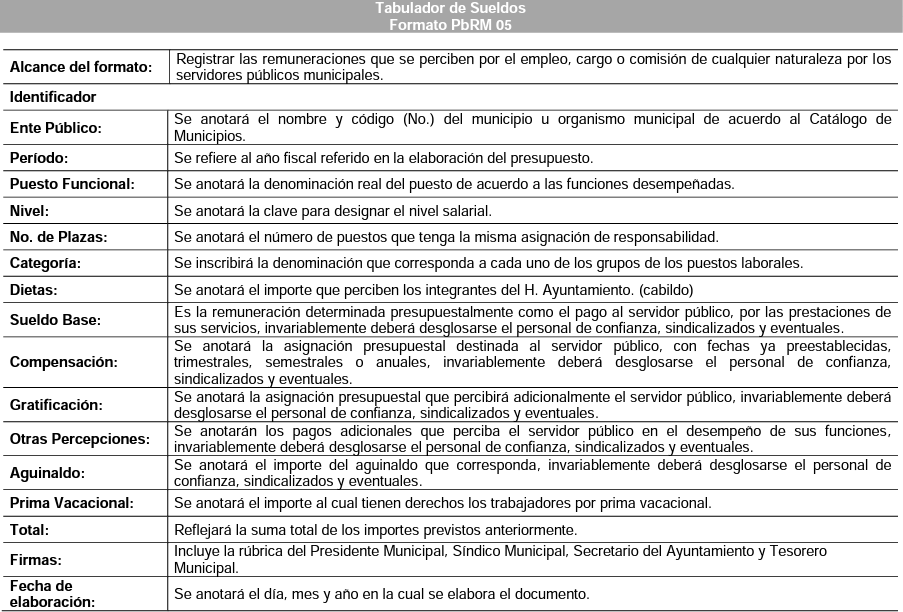 Tabulador de Sueldos
Formato PbRM 05
Alcance del formato: Registrar las remuneraciones que se perciben por el empleo, cargo o comisión de cualquier naturaleza por los
servidores públicos municipales.
Identificador
Ente Público: Se anotará el nombre y código (No.) del municipio u organismo municipal de acuerdo al Catálogo de
Municipios.
Período: Se refiere al año fiscal referido en la elaboración del presupuesto.
Puesto Funcional: Se anotará la denominación real del puesto de acuerdo a las funciones desempeñadas.
Nivel: Se anotará la clave para designar el nivel salarial.
No. de Plazas: Se anotará el número de puestos que tenga la misma asignación de responsabilidad.
Categoría: Se inscribirá la denominación que corresponda a cada uno de los grupos de los puestos laborales.
Dietas: Se anotará el importe que perciben los integrantes del H. Ayuntamiento. (cabildo)
Sueldo Base: Es la remuneración determinada presupuestalmente como el pago al servidor público, por las prestaciones de
sus servicios, invariablemente deberá desglosarse el personal de confianza, sindicalizados y eventuales.
Compensación: Se anotará la asignación presupuestal destinada al servidor público, con fechas ya preestablecidas,
trimestrales, semestrales o anuales, invariablemente deberá desglosarse el personal de confianza,
sindicalizados y eventuales.
Gratificación: Se anotará la asignación presupuestal que percibirá adicionalmente el servidor público, invariablemente deberá
desglosarse el personal de confianza, sindicalizados y eventuales.
Otras Percepciones: Se anotarán los pagos adicionales que perciba el servidor público en el desempeño de sus funciones,
invariablemente deberá desglosarse el personal de confianza, sindicalizados y eventuales.
Aguinaldo: Se anotará el importe del aguinaldo que corresponda, invariablemente deberá desglosarse el personal de
confianza, sindicalizados y eventuales.
Prima Vacacional: Se anotará el importe al cual tienen derechos los trabajadores por prima vacacional.
Total: Reflejará la suma total de los importes previstos anteriormente.
Firmas: Incluye la rúbrica del Presidente Municipal, Síndico Municipal, Secretario del Ayuntamiento y Tesorero
Municipal.
Fecha de
elaboración: Se anotará el día, mes y año en la cual se elabora el documento.